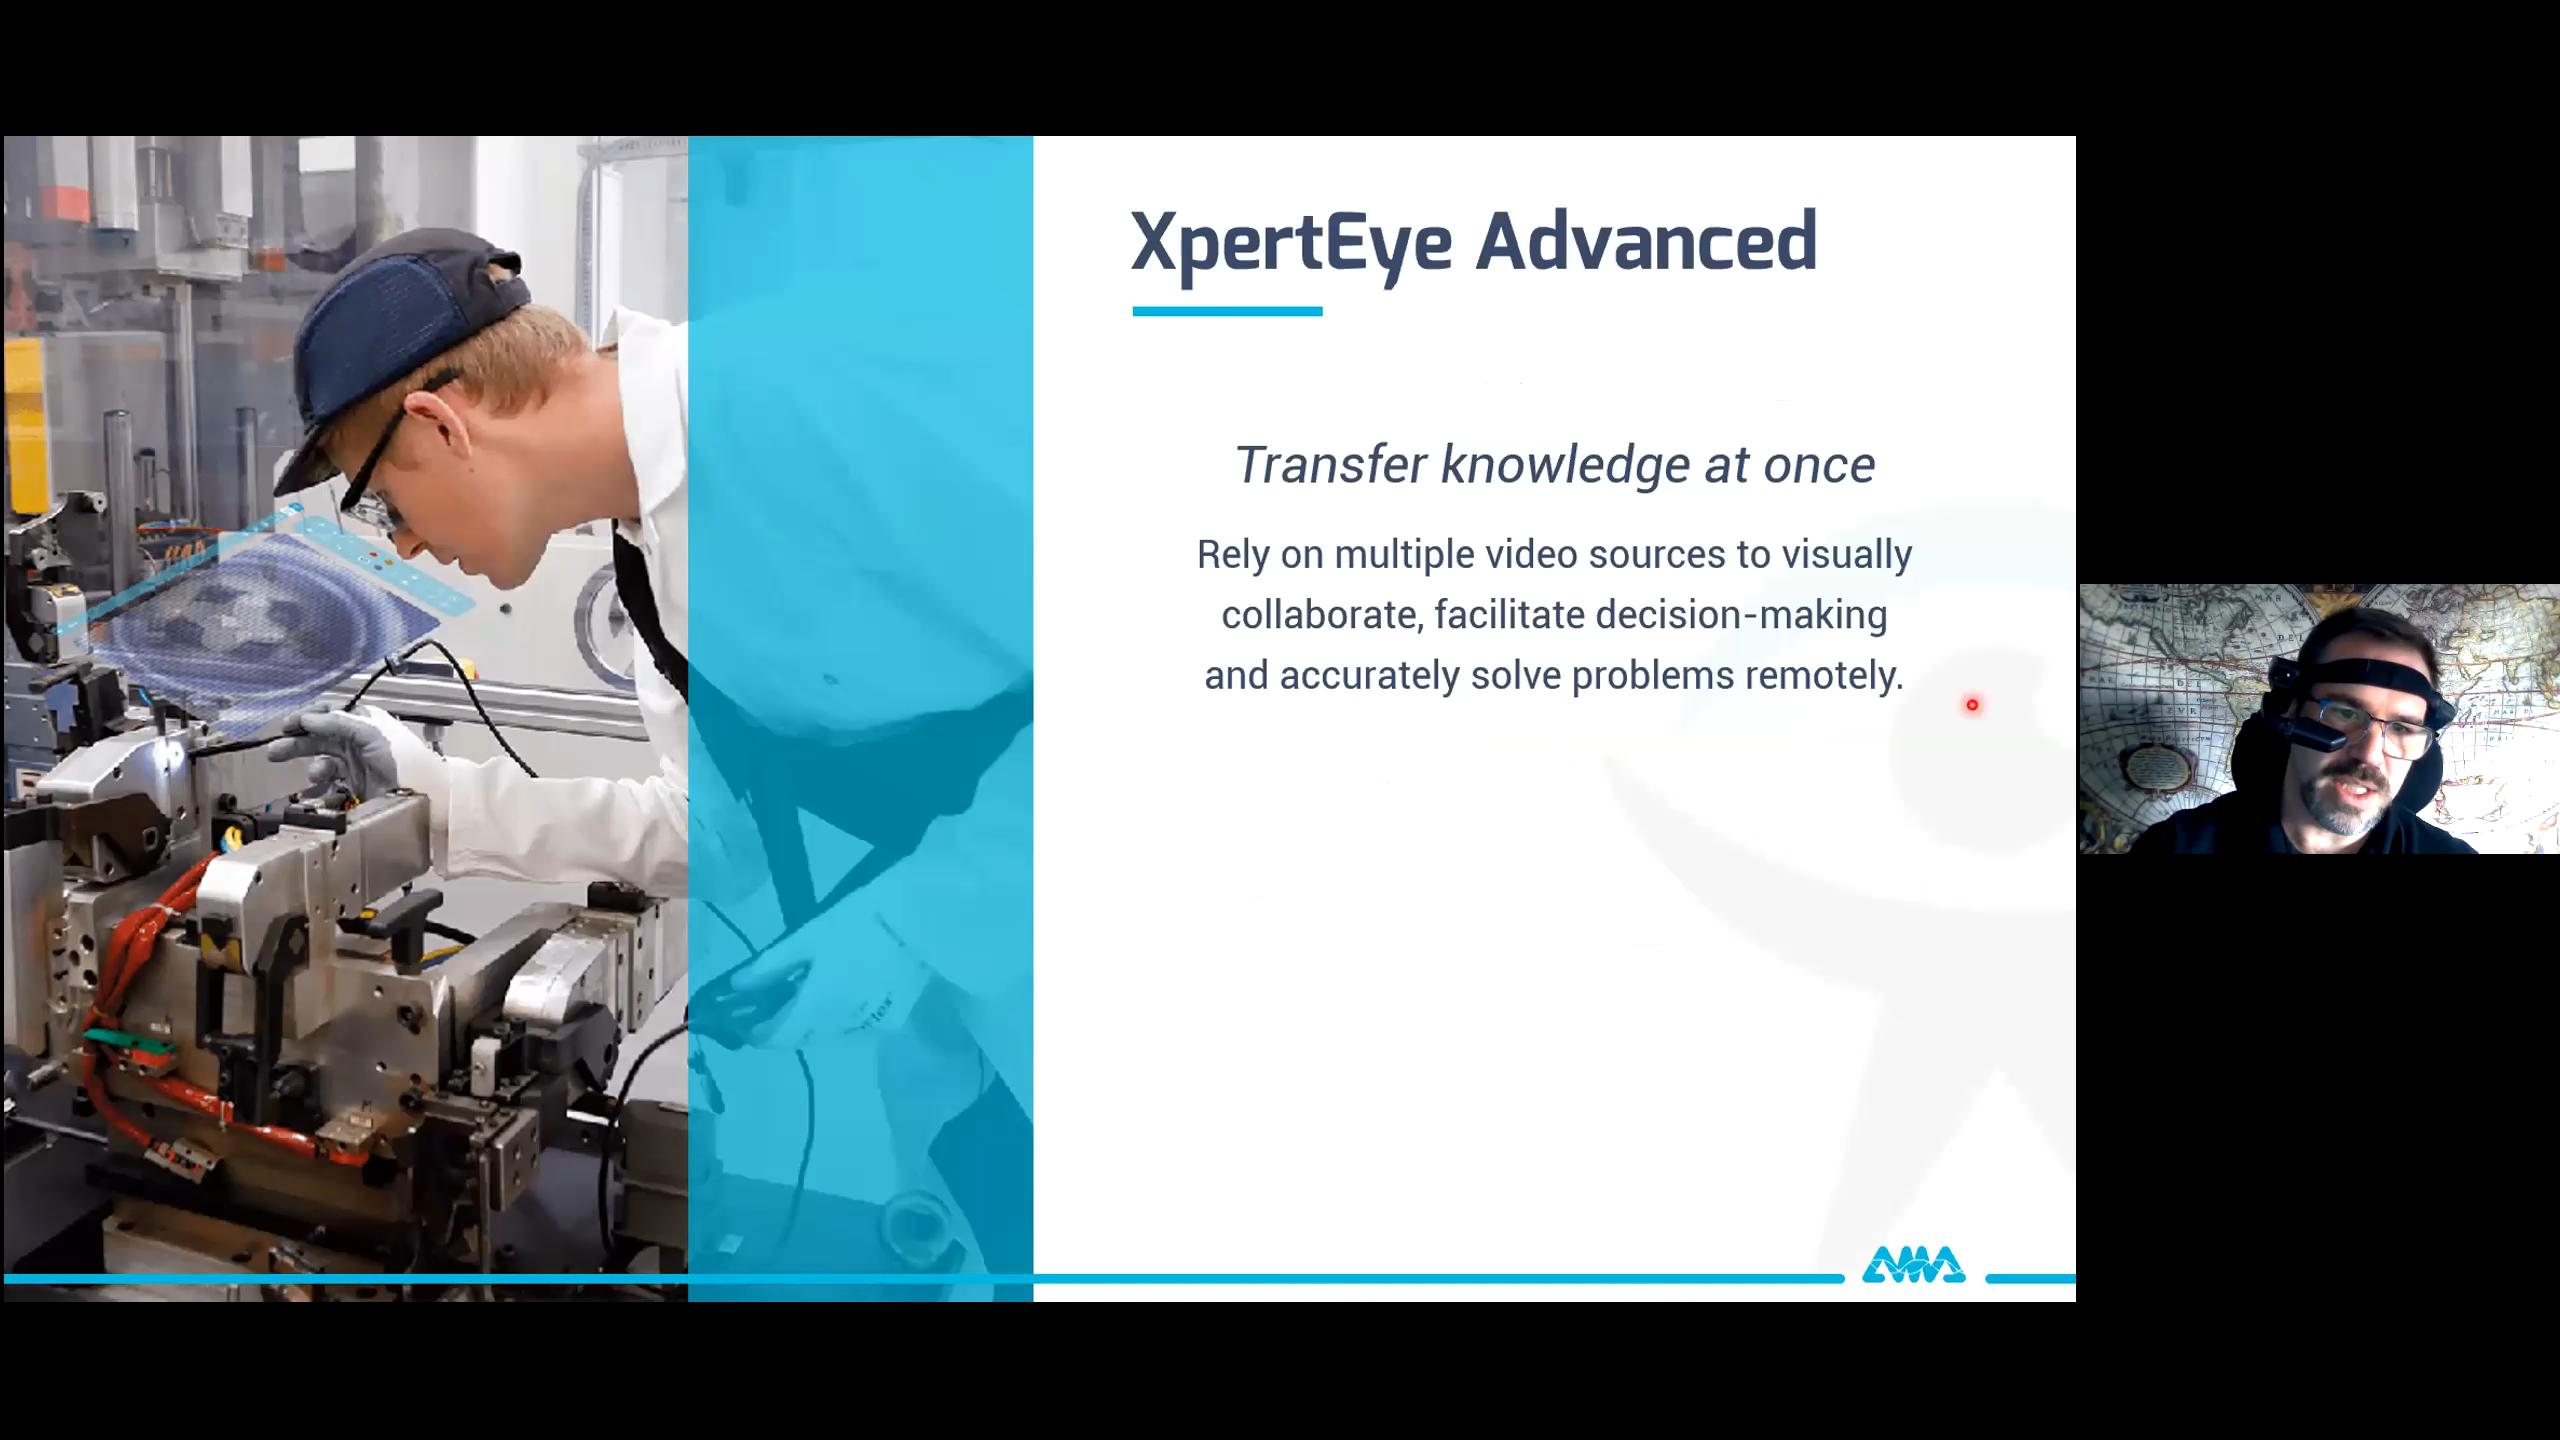 XpertEye Advanced
Transfer knowledge at once
Rely on multiple video sources to visually
collaborate, facilitate decision-making
and accurately solve problems remotely.
AMA